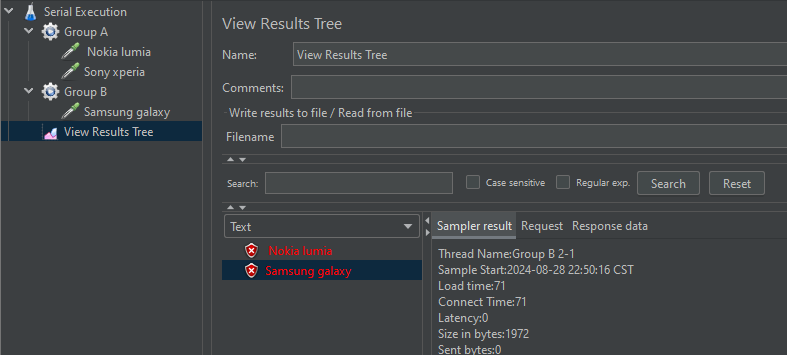 Serial Execution
Group A
Nokia lumia
Sony xperia
Group B
Samsung galaxy
View Results Tree
View Results Tree
Name: View Results Tree
Comments:
Write results to file / Read from file
Filename
Search: Case sensitive Regular exp. Search Reset
Text
Nokia lumia
Samsung galaxy
Sampler result Request Response data
Thread Name:Group B 2-1
Sample Start:2024-08-28 22:50:16 CST
Load time:71
Connect Time:71
Latency:0
Size in bytes:1972
Sent bytes:0